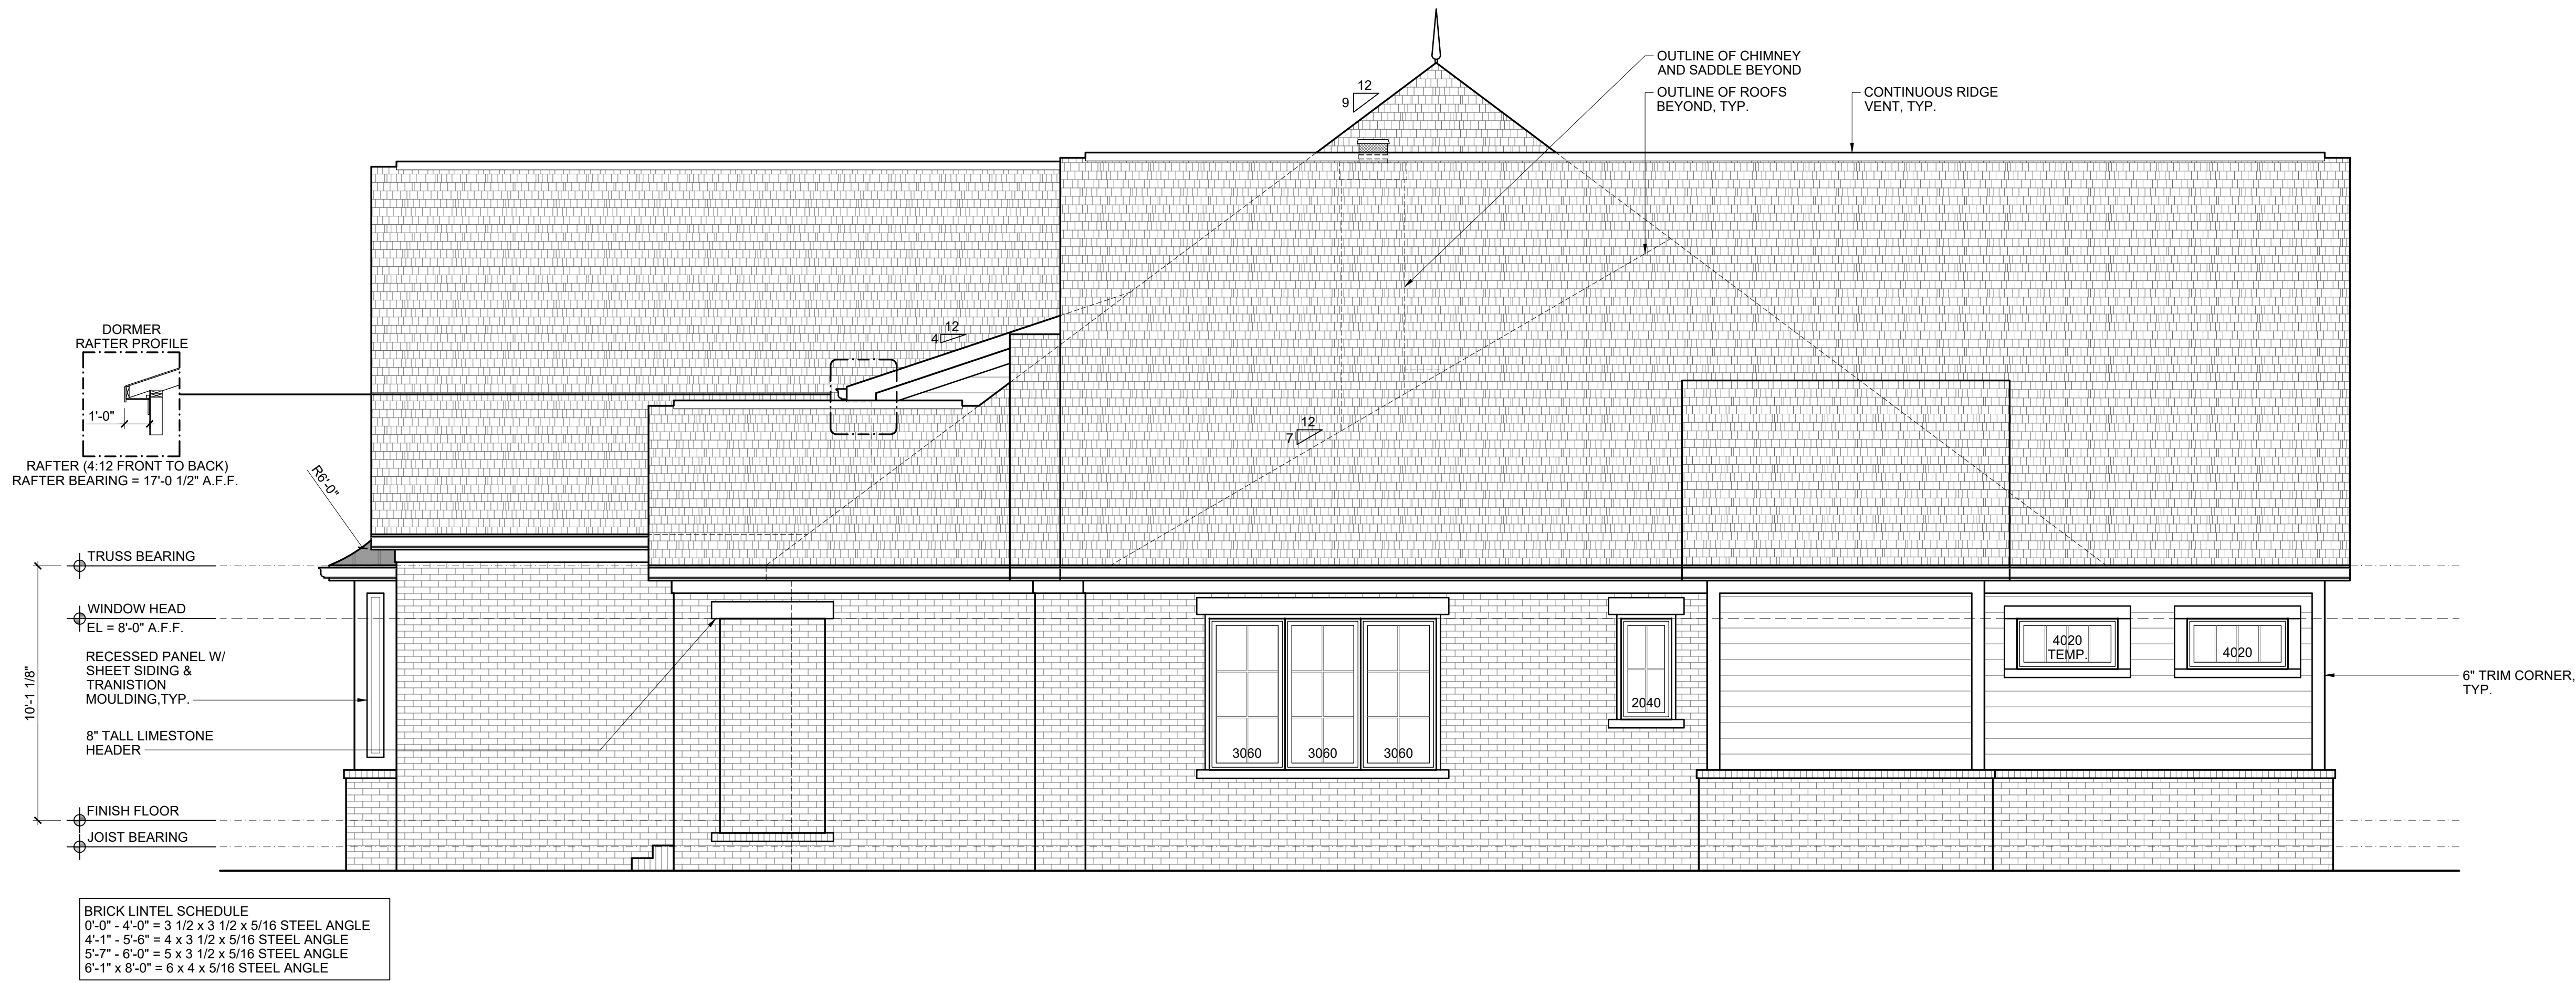 OUTLINE OF CHIMNEY
AND SADDLE BEYOND
12
9
OUTLINE OF ROOFS
BEYOND, TYP.
CONTINUOUS RIDGE
VENT, TYP.
DORMER
RAFTER PROFILE
1'-0"
RAFTER (4:12 FRONT TO BACK)
RAFTER BEARING = 17'-0 1/2" A.F.F.
12
4
12
7
R6'-0"
TRUSS BEARING
WINDOW HEAD
EL = 8'-0" A.F.F.
RECESSED PANEL W/
SHEET SIDING &
TRANISTION
MOULDING,TYP.
10'-1 1/8"
8" TALL LIMESTONE
HEADER
FINISH FLOOR
JOIST BEARING
3060
3060
3060
2040
4020
TEMP.
4020
6" TRIM CORNER,
TYP.
BRICK LINTEL SCHEDULE
0'-0" - 4'-0" = 3 1/2 x 3 1/2 x 5/16 STEEL ANGLE
4'-1" - 5'-6" = 4 x 3 1/2 x 5/16 STEEL ANGLE
5'-7" - 6'-0" = 5 x 3 1/2 x 5/16 STEEL ANGLE
6'-1" x 8'-0" = 6 x 4 x 5/16 STEEL ANGLE